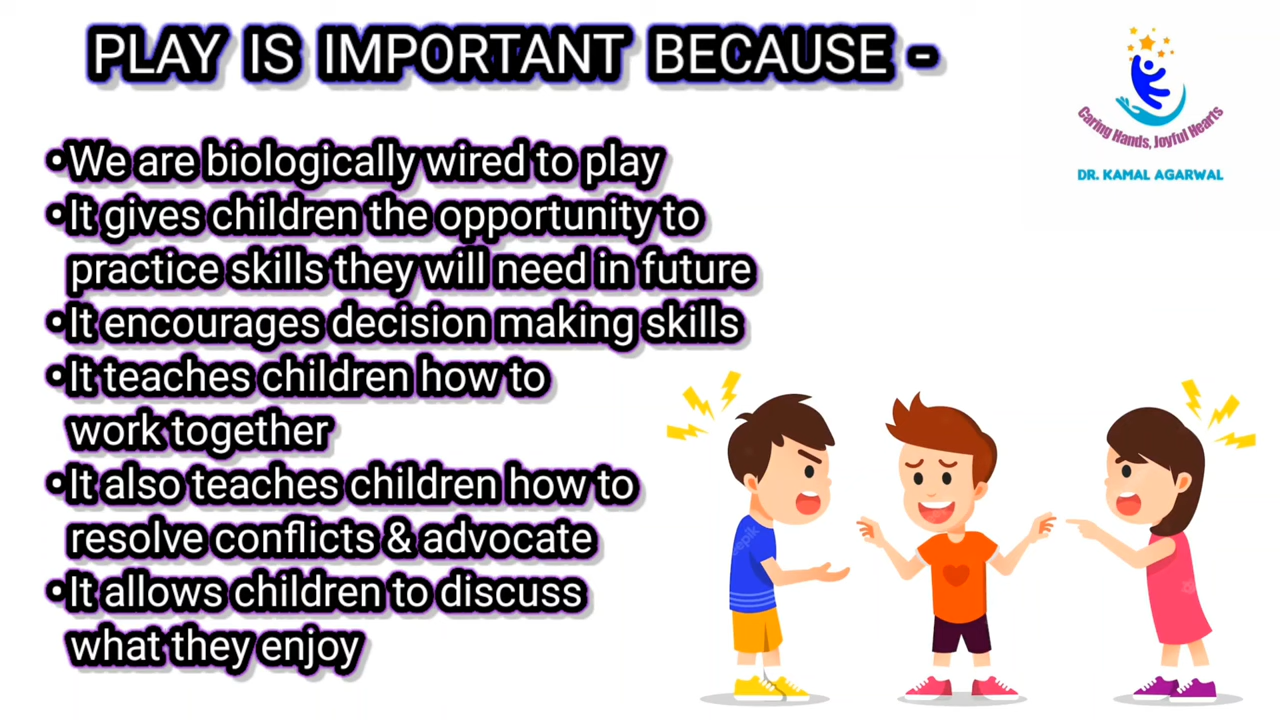 PLAY IS IMPORTANT BECAUSE -
Caring Hands, Joyful Hearts
DR. KAMAL AGARWAL
•We are biologically wired to play
•It gives children the opportunity to
practice skills they will need in future
•It encourages decision making skills
•It teaches children how to
work together
•It also teaches children how to
resolve conflicts & advocate
•It allows children to discuss
what they enjoy